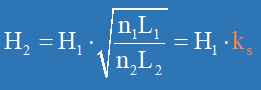 H₂ = H₁ · √(n₁L₁ / n₂L₂) = H₁ · kₛ